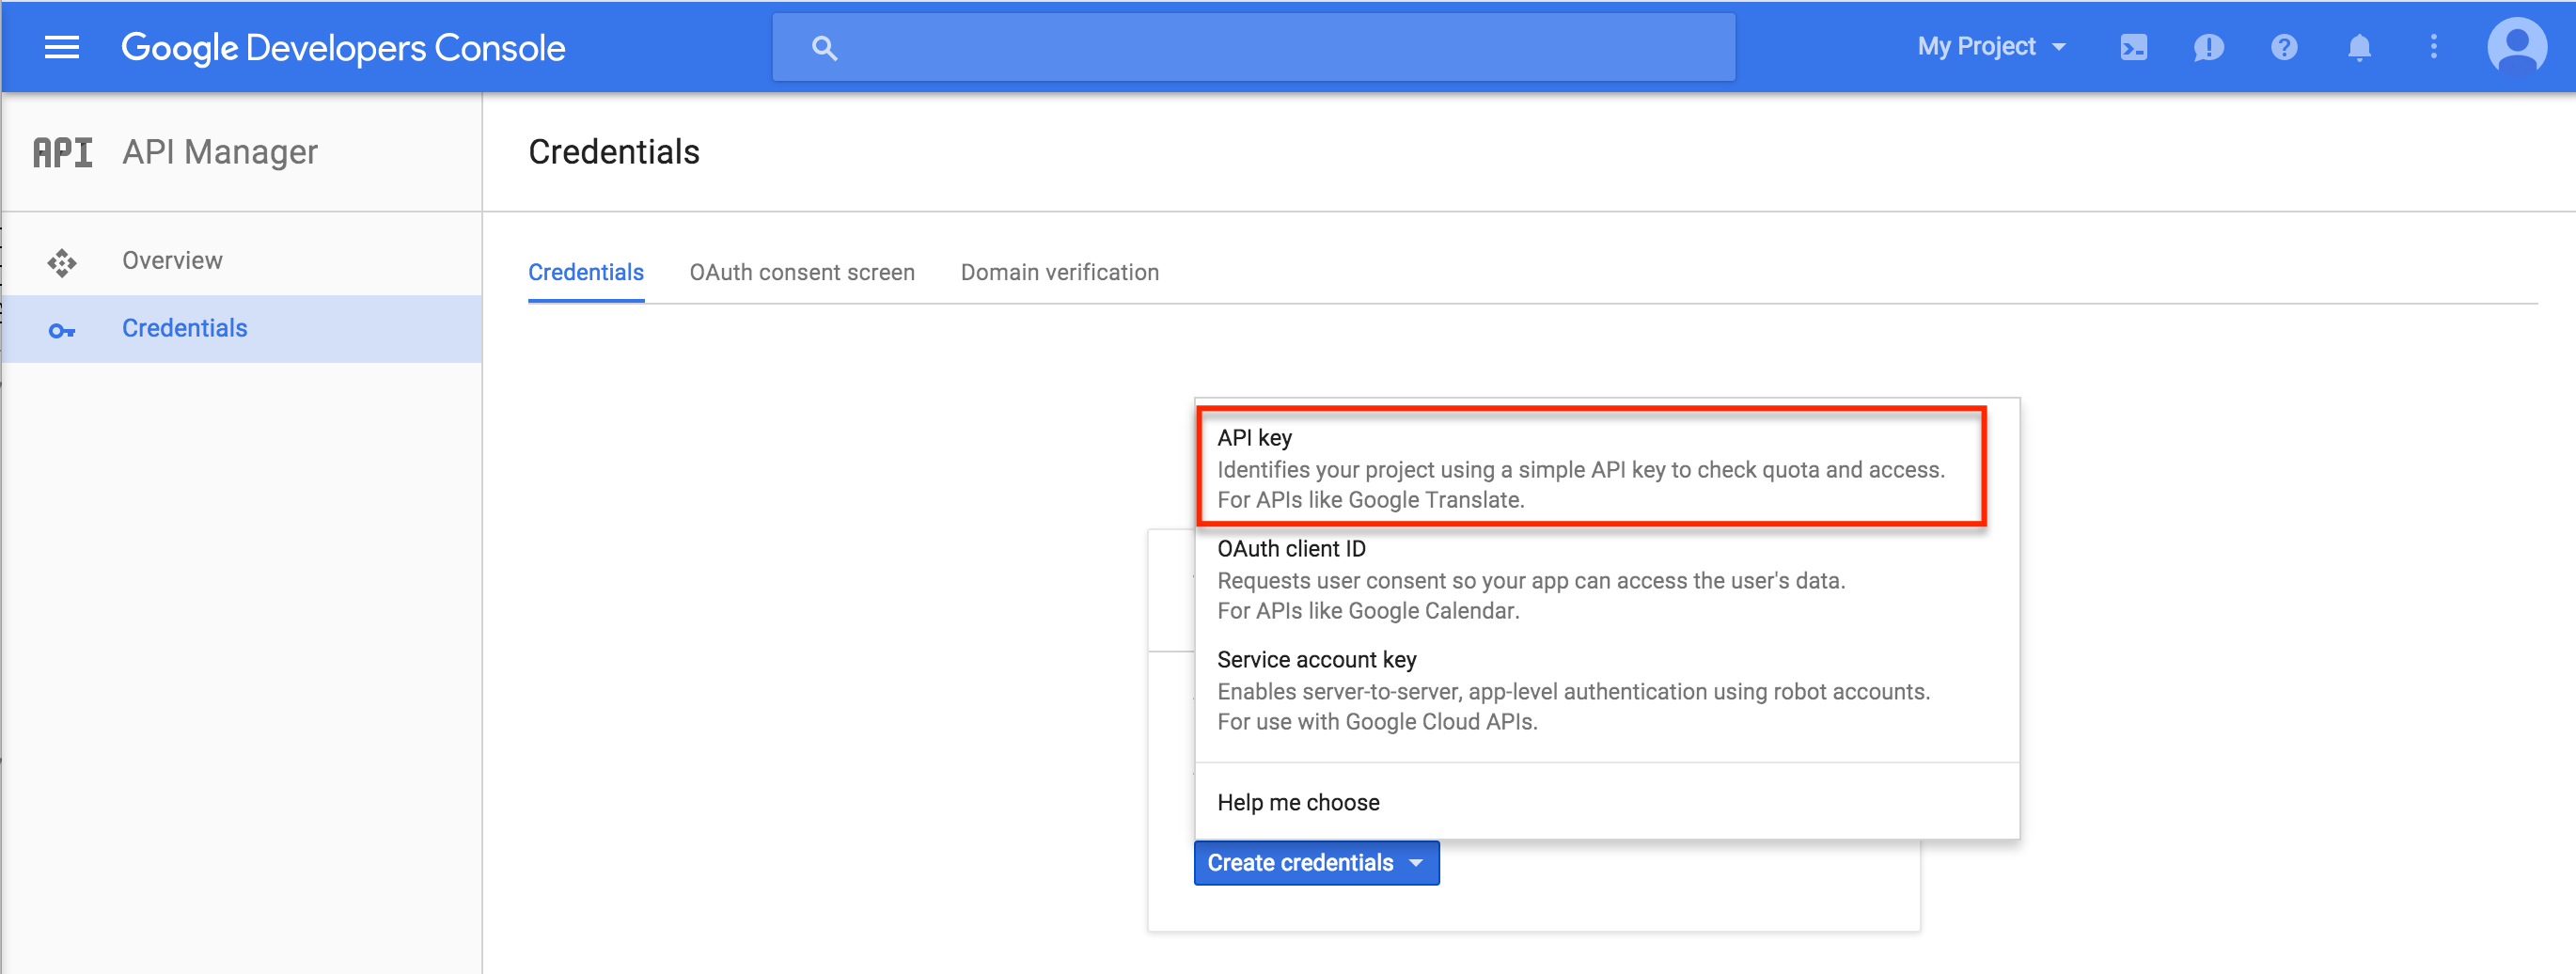 Google Developers Console
My Project
API API Manager
Credentials
Overview
Credentials
Credentials OAuth consent screen Domain verification
API key
Identifies your project using a simple API key to check quota and access.
For APIs like Google Translate.
OAuth client ID
Requests user consent so your app can access the user's data.
For APIs like Google Calendar.
Service account key
Enables server-to-server, app-level authentication using robot accounts.
For use with Google Cloud APIs.
Help me choose
Create credentials